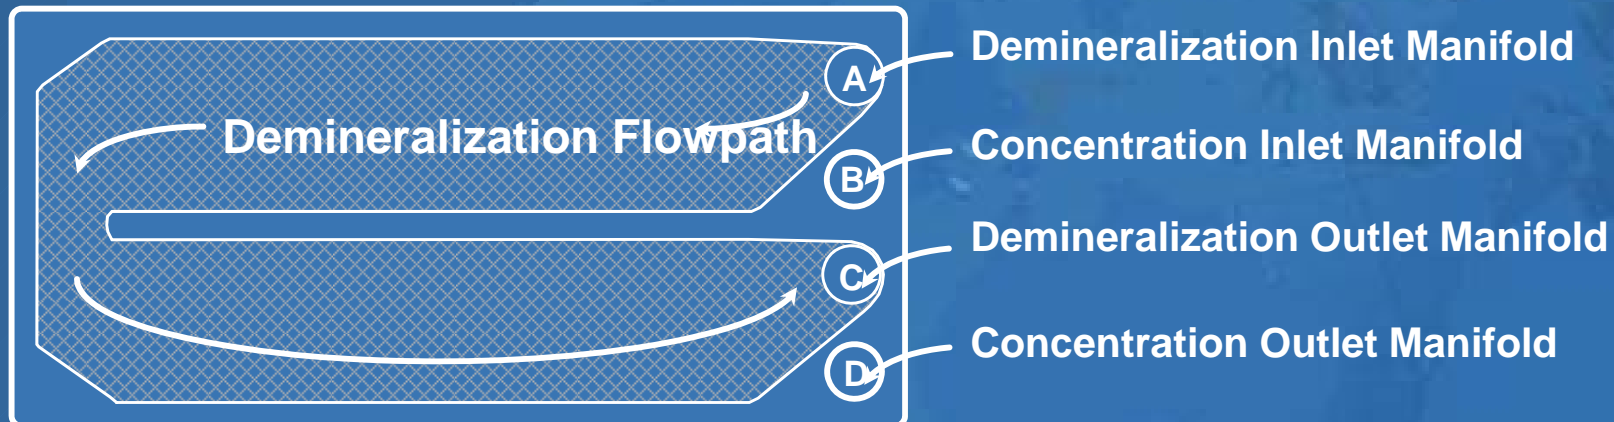 Demineralization Inlet Manifold
A
Demineralization Flowpath
Concentration Inlet Manifold
B
Demineralization Outlet Manifold
C
Concentration Outlet Manifold
D